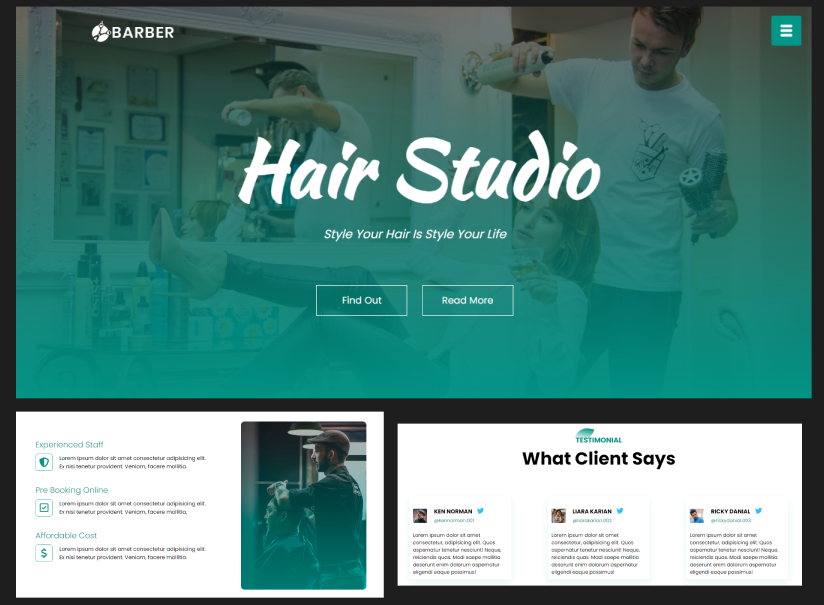 BARBER
Hair Studio
Style Your Hair Is Style Your Life
Find Out
Read More
Experienced Staff
Lorem ipsum dolor sit amet consectetur adipisicing elit.
Ex nisi tenetur provident. Veniam, facere mollitia.
Pre Booking Online
Lorem ipsum dolor sit amet consectetur adipisicing elit.
Ex nisi tenetur provident. Veniam, facere mollitia.
Affordable Cost
Lorem ipsum dolor sit amet consectetur adipisicing elit.
Ex nisi tenetur provident. Veniam, facere mollitia.
TESTIMONIAL
What Client Says
KEN NORMAN
@kennorman.001
Lorem ipsum dolor sit amet
consectetur, adipisicing elit. Quos
aspernatur tenetur nesciunt! Neque,
reiciendis quos. Modi saepe harum
deserunt enim dolorum aspernatur
eligendi eaque possimus!
LIARA KARIAN
@liarakarian.002
Lorem ipsum dolor sit amet
consectetur, adipisicing elit. Quos
aspernatur tenetur nesciunt! Neque,
reiciendis quos. Modi saepe harum
deserunt enim dolorum aspernatur
eligendi eaque possimus!
RICKY DANIAL
@rickydanial.003
Lorem ipsum dolor sit amet
consectetur, adipisicing elit. Quos
aspernatur tenetur nesciunt! Neque,
reiciendis quos. Modi saepe harum
deserunt enim dolorum aspernatur
eligendi eaque possimus!